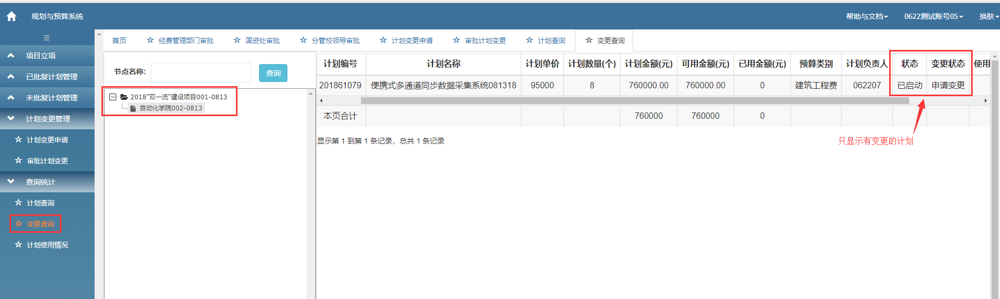 规划与预算系统
帮助与文档
0622测试账号05
换肤
项目立项
已批复计划管理
未批复计划管理
计划变更管理
计划变更申请
审批计划变更
查询统计
计划查询
变更查询
计划使用情况
首页 经费管理部门审批 国资处审批 分管校领导审批 计划变更申请 审批计划变更 计划查询 变更查询
节点名称: 查询
2018"双一流"建设项目001-0813
自动化学院002-0813
计划编号 计划名称 计划单价 计划数量(个) 计划金额(元) 可用金额(元) 已用金额(元) 预算类别 计划负责人 状态 变更状态 使用
201861079 便携式多通道同步数据采集系统081318 95000 8 760000.00 760000.00 0 建筑工程费 062207 已启动 申请变更
本页合计 760000 760000 0
显示第 1 到第 1 条记录，总共 1 条记录
只显示有变更的计划